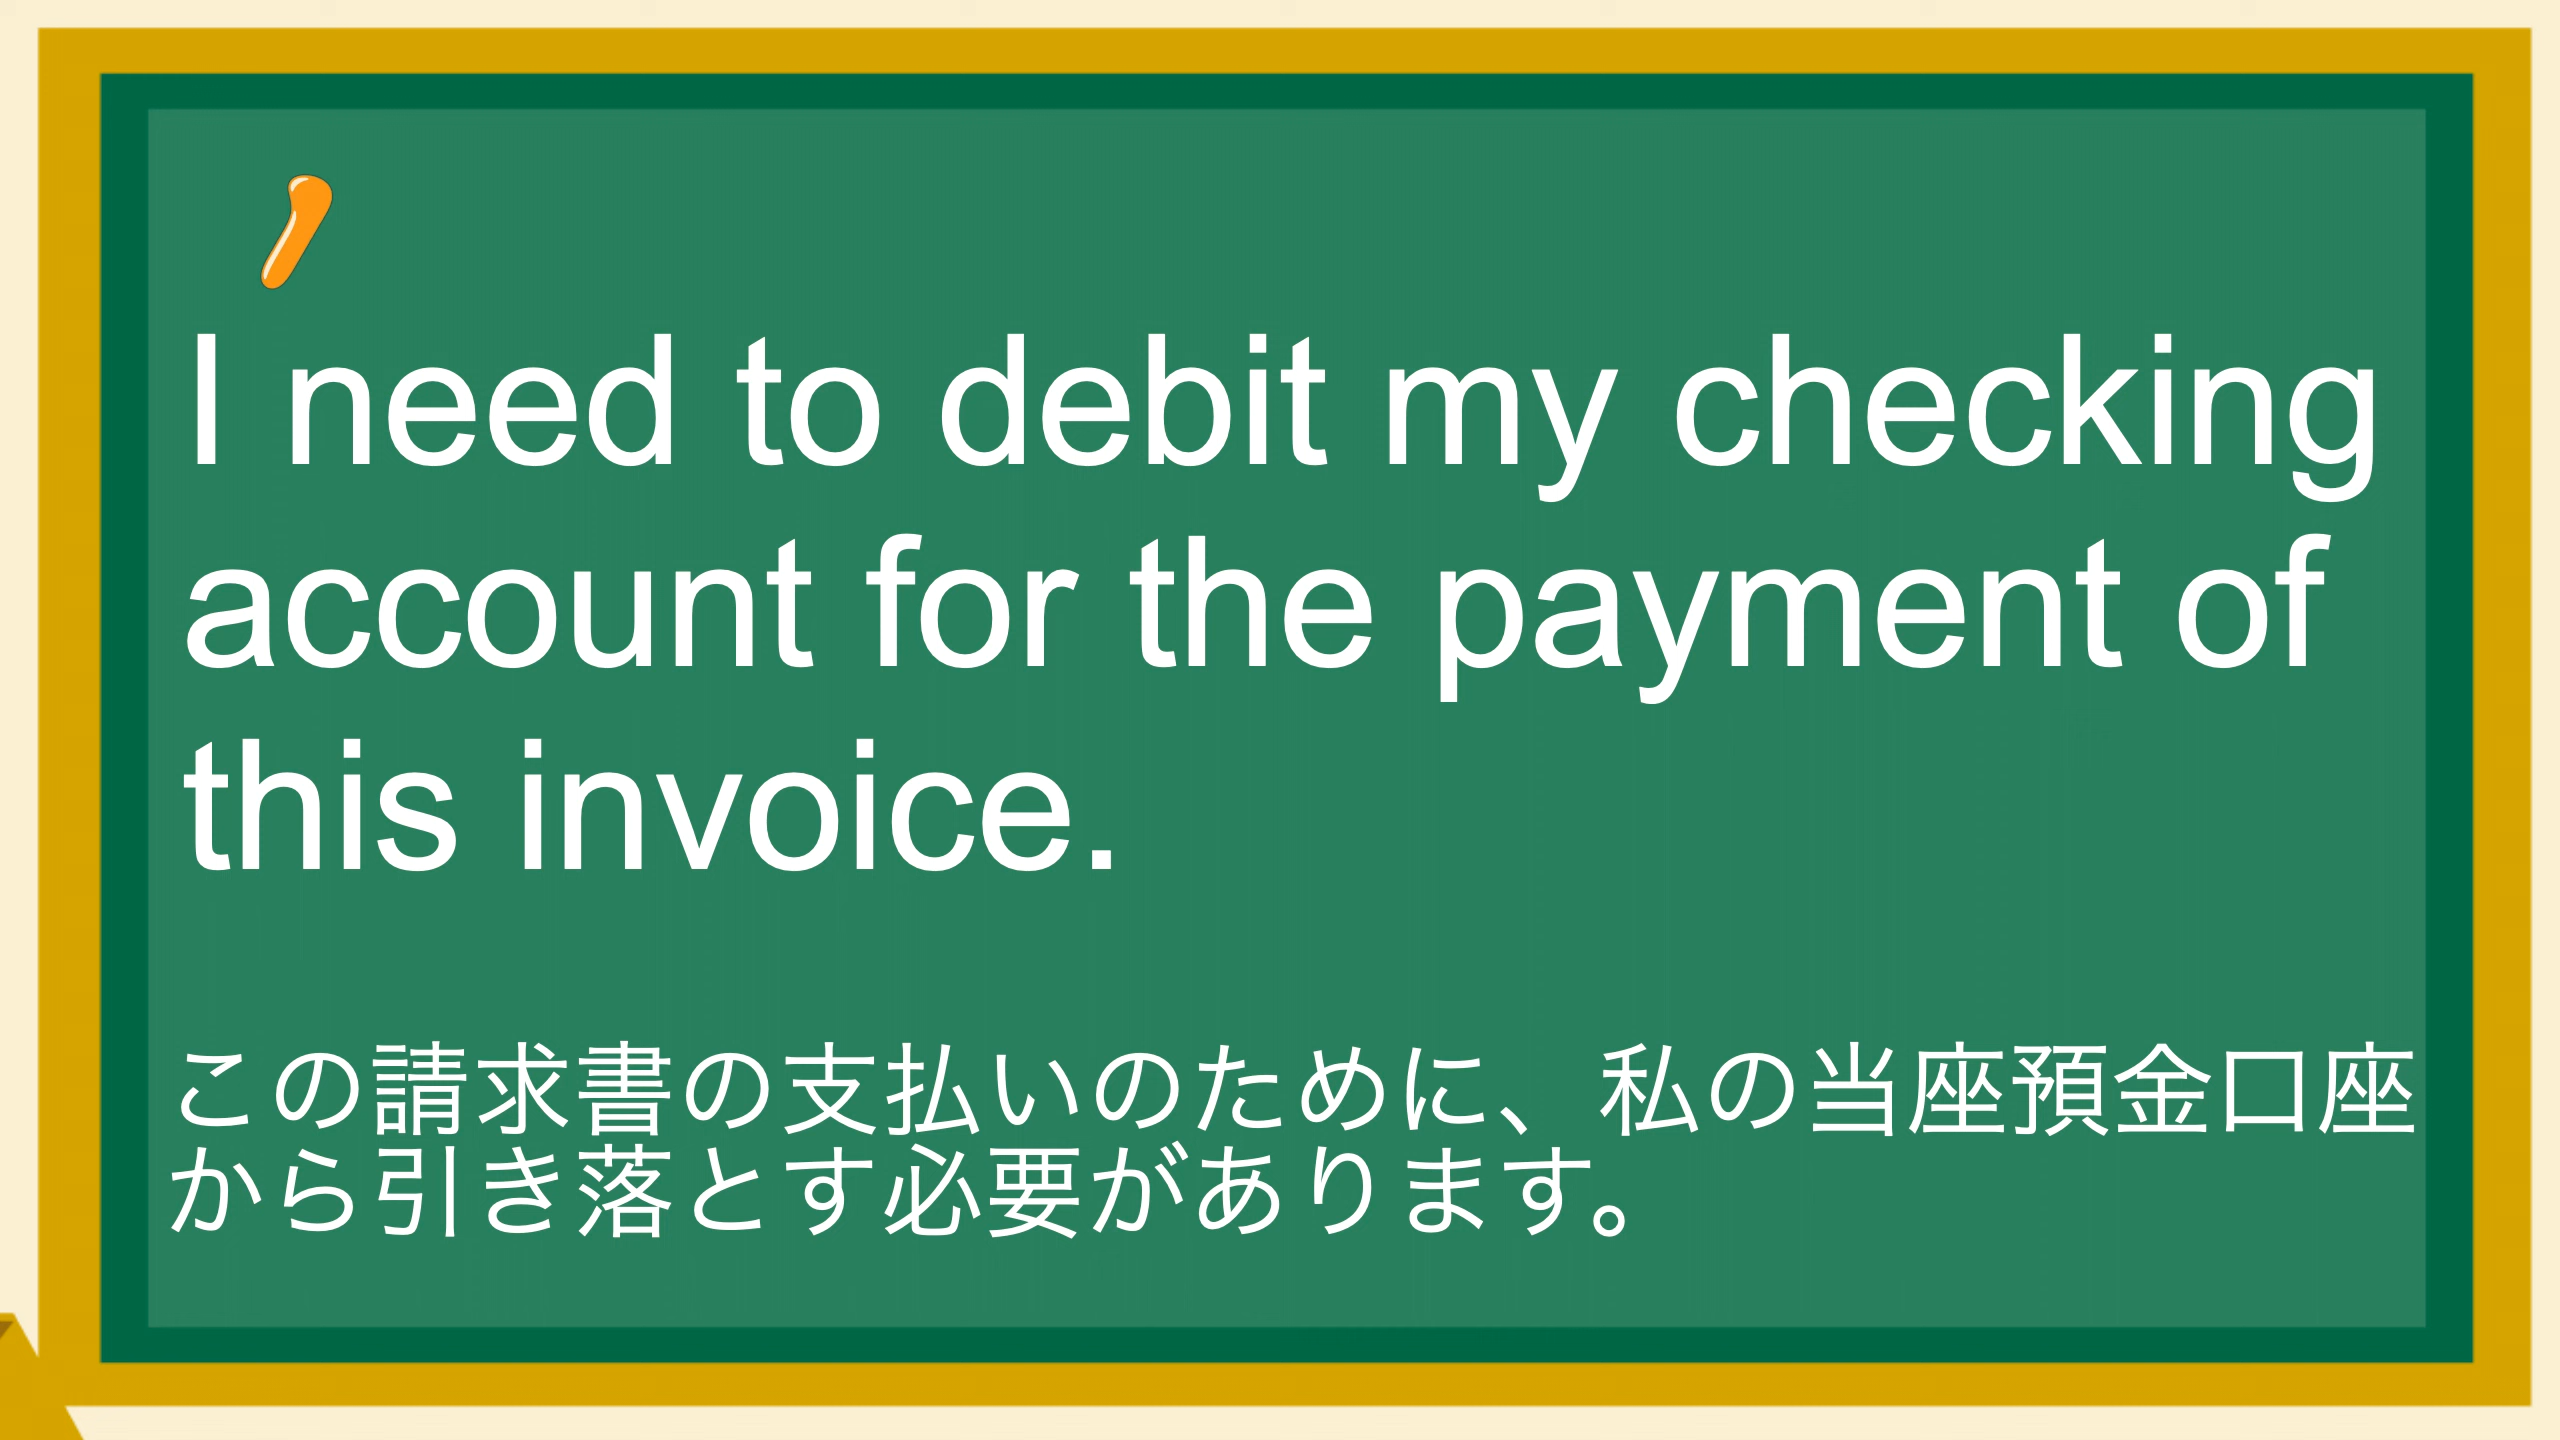 I need to debit my checking
account for the payment of
this invoice.
この請求書の支払いのために、私の当座預金口座
から引き落とす必要があります。